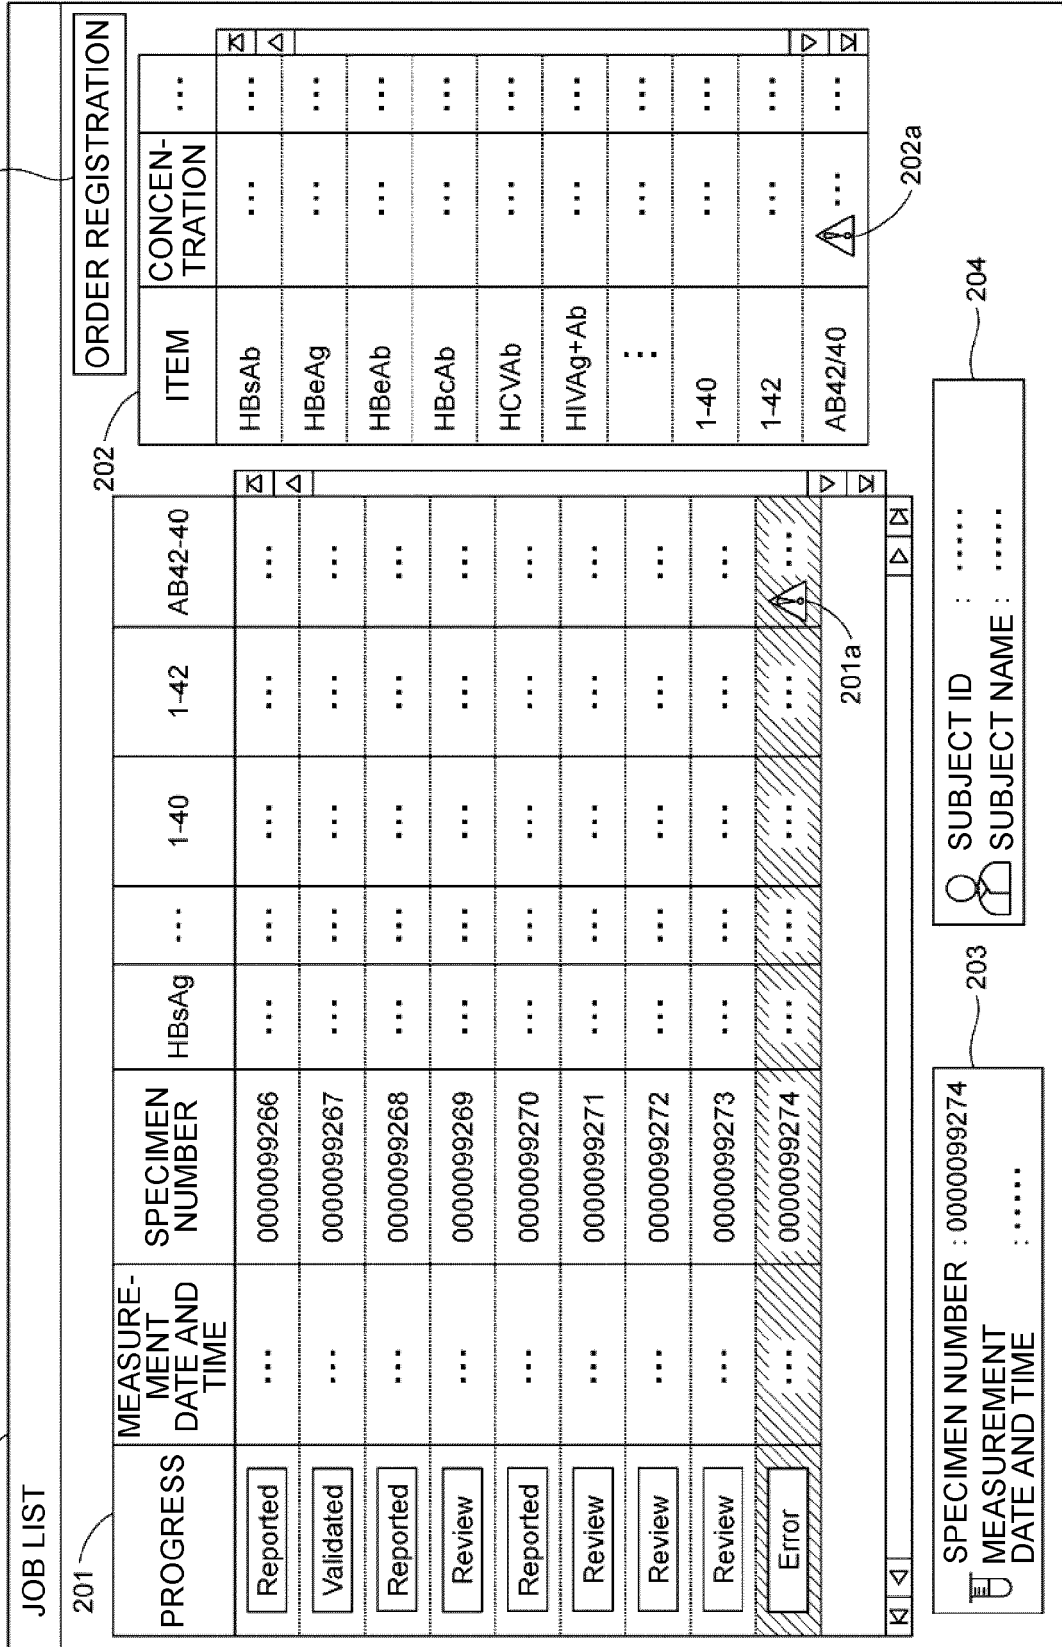 JOB LIST
ORDER REGISTRATION
201
PROGRESS
MEASURE-
MENT
DATE AND
TIME
SPECIMEN
NUMBER
HBsAg
...
1-40
1-42
AB42-40
Reported ... 0000099266 ... ... ... ... ...
Validated ... 0000099267 ... ... ... ... ...
Reported ... 0000099268 ... ... ... ... ...
Review ... 0000099269 ... ... ... ... ...
Reported ... 0000099270 ... ... ... ... ...
Review ... 0000099271 ... ... ... ... ...
Review ... 0000099272 ... ... ... ... ...
Review ... 0000099273 ... ... ... ... ...
Error ... 0000099274 ... ... ... ... ...
201a
202
ITEM
CONCEN-
TRATION
...
HBsAb ... ...
HBeAg ... ...
HBeAb ... ...
HBcAb ... ...
HCVAb ... ...
HIVAg+Ab ... ...
⋮ ... ...
1-40 ... ...
1-42 ... ...
AB42/40 ... ...
202a
SPECIMEN NUMBER : 0000099274
MEASUREMENT
DATE AND TIME : .....
203
SUBJECT ID : .....
SUBJECT NAME : .....
204